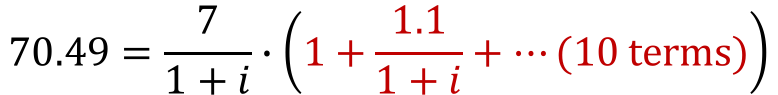 70.49 = 7/(1 + i) · (1 + 1.1/(1 + i) + ⋯ (10 terms))